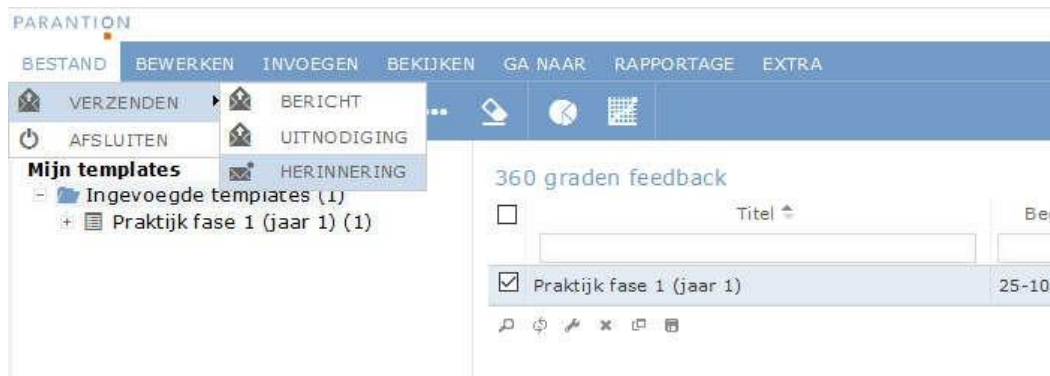 PARANTION
BESTAND BEWERKEN INVOEGEN BEKIJKEN GA NAAR RAPPORTAGE EXTRA
VERZENDEN BERICHT
AFSLUITEN UITNODIGING
Mijn templates HERINNERING
Ingevoegde templates (1)
Praktijk fase 1 (jaar 1) (1)
360 graden feedback
Titel
Praktijk fase 1 (jaar 1) 25-10